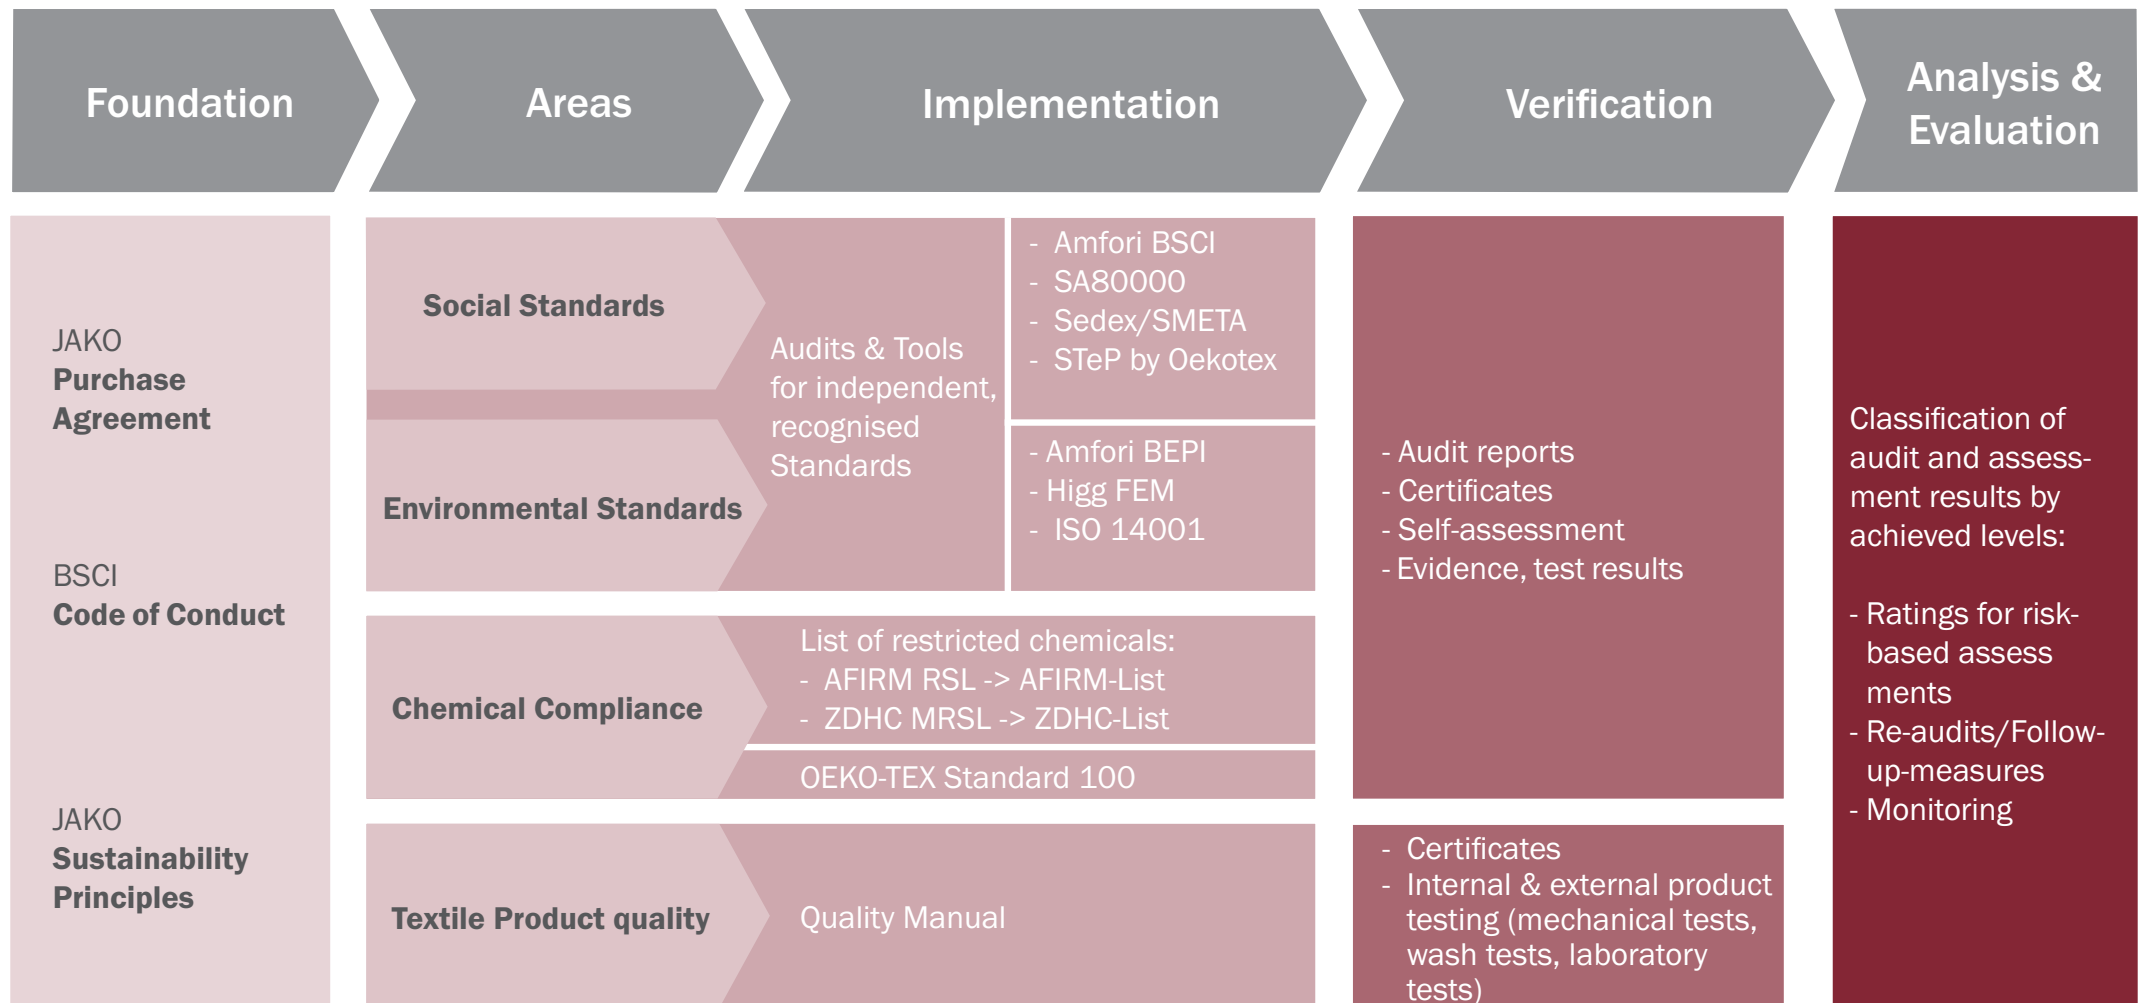 Foundation
Areas
Implementation
Verification
Analysis &
Evaluation
JAKO
Purchase
Agreement
BSCI
Code of Conduct
JAKO
Sustainability
Principles
Social Standards
Environmental Standards
Audits & Tools
for independent,
recognised
Standards
- Amfori BSCI
- SA80000
- Sedex/SMETA
- STeP by Oekotex
- Amfori BEPI
- Higg FEM
- ISO 14001
Chemical Compliance
List of restricted chemicals:
- AFIRM RSL -> AFIRM-List
- ZDHC MRSL -> ZDHC-List
OEKO-TEX Standard 100
Textile Product quality
Quality Manual
- Audit reports
- Certificates
- Self-assessment
- Evidence, test results
- Certificates
- Internal & external product
testing (mechanical tests,
wash tests, laboratory
tests)
Classification of
audit and assess-
ment results by
achieved levels:
- Ratings for risk-
based assess
ments
- Re-audits/Follow-
up-measures
- Monitoring